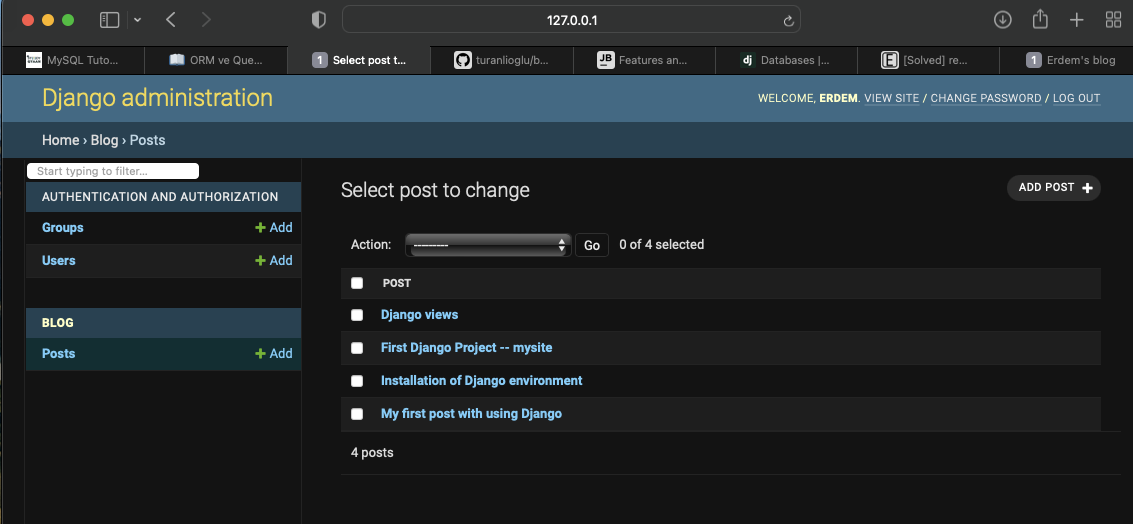 127.0.0.1
MySQL Tuto...
ORM ve Que...
1 Select post t...
turanlioglu/b...
JB Features an...
dj Databases |...
E [Solved] re...
1 Erdem's blog
Django administration
WELCOME, ERDEM. VIEW SITE / CHANGE PASSWORD / LOG OUT
Home › Blog › Posts
Start typing to filter...
AUTHENTICATION AND AUTHORIZATION
Groups + Add
Users + Add
BLOG
Posts + Add
Select post to change
ADD POST +
Action: --------- Go 0 of 4 selected
POST
Django views
First Django Project -- mysite
Installation of Django environment
My first post with using Django
4 posts